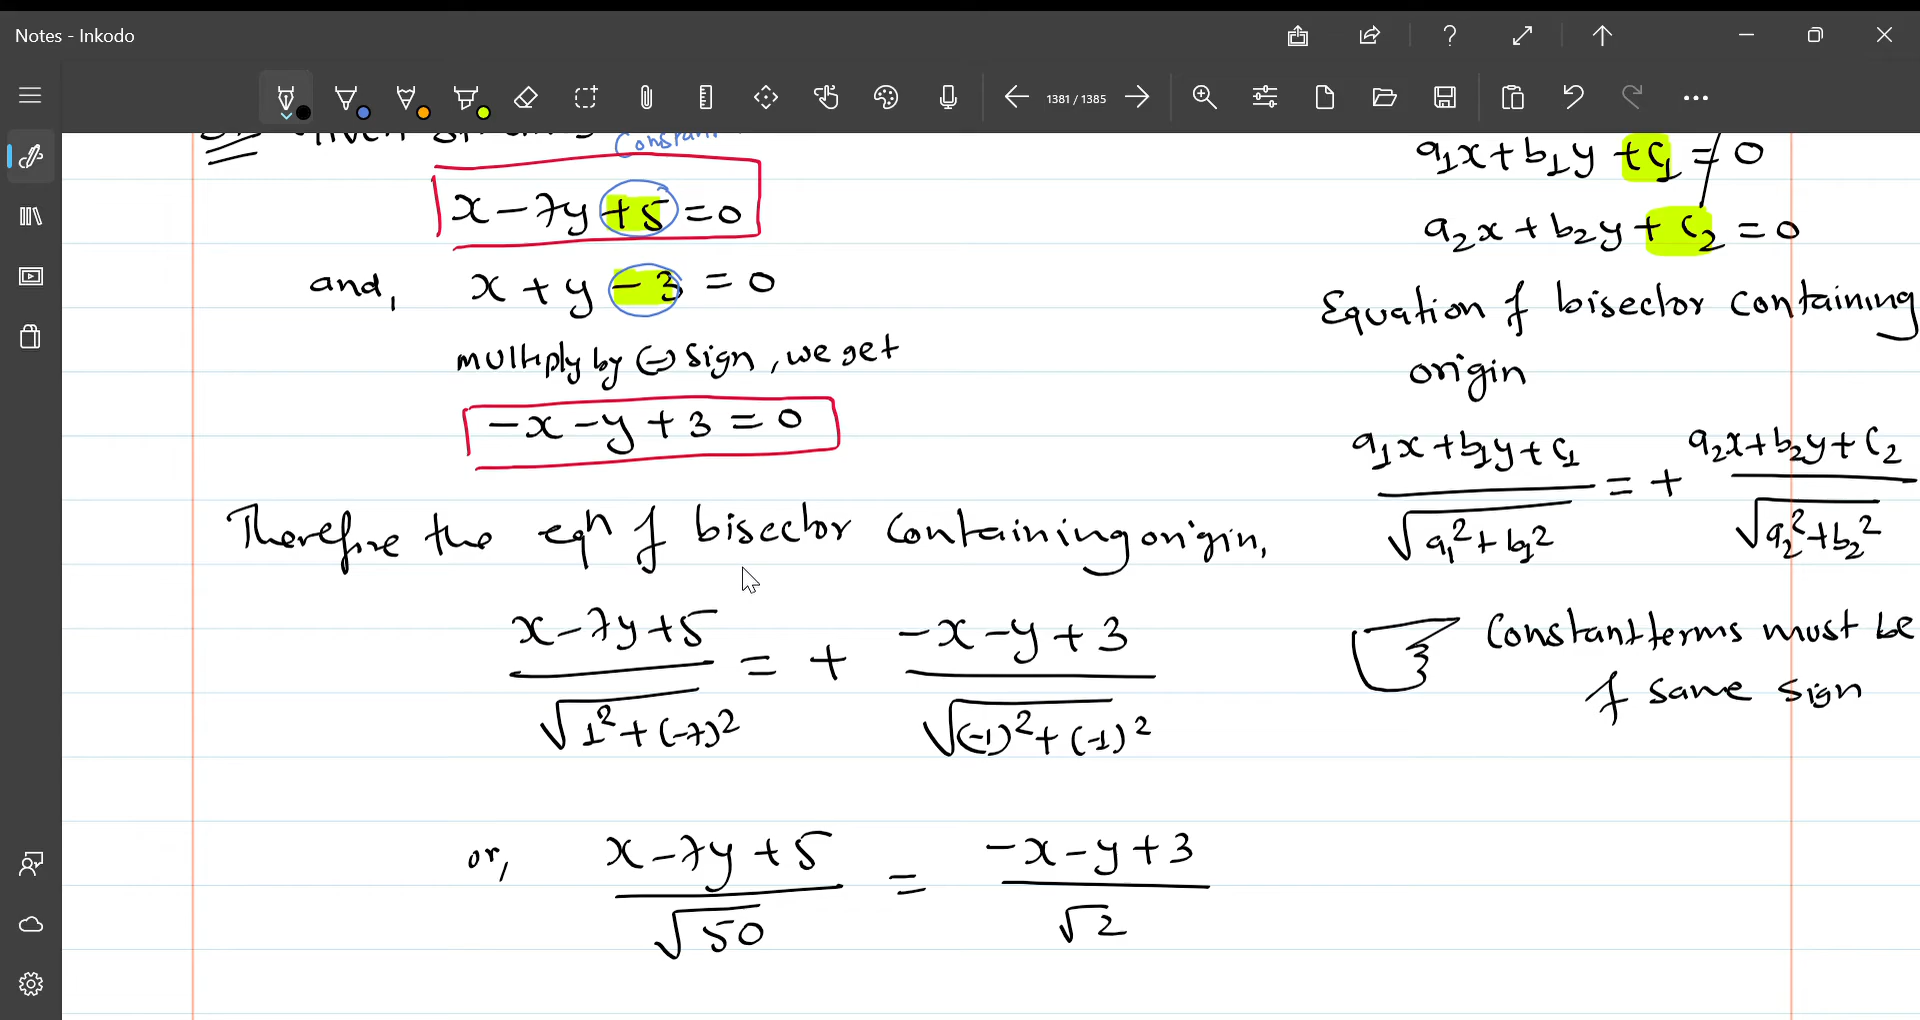 Notes - Inkodo
1381 / 1385
Constant
x - 7y + 5 = 0
and, x + y - 3 = 0
multiply by (-) sign, we get
-x - y + 3 = 0
Therefore the eqn of bisector containing origin,
x - 7y + 5 / √1² + (-7)² = + -x - y + 3 / √(-1)² + (-1)²
or, x - 7y + 5 / √50 = -x - y + 3 / √2
a₁x + b₁y + c₁ = 0
a₂x + b₂y + c₂ = 0
Equation of bisector containing
origin
a₁x + b₁y + c₁ / √a₁² + b₁² = + a₂x + b₂y + c₂ / √a₂² + b₂²
Constant terms must be
of same sign